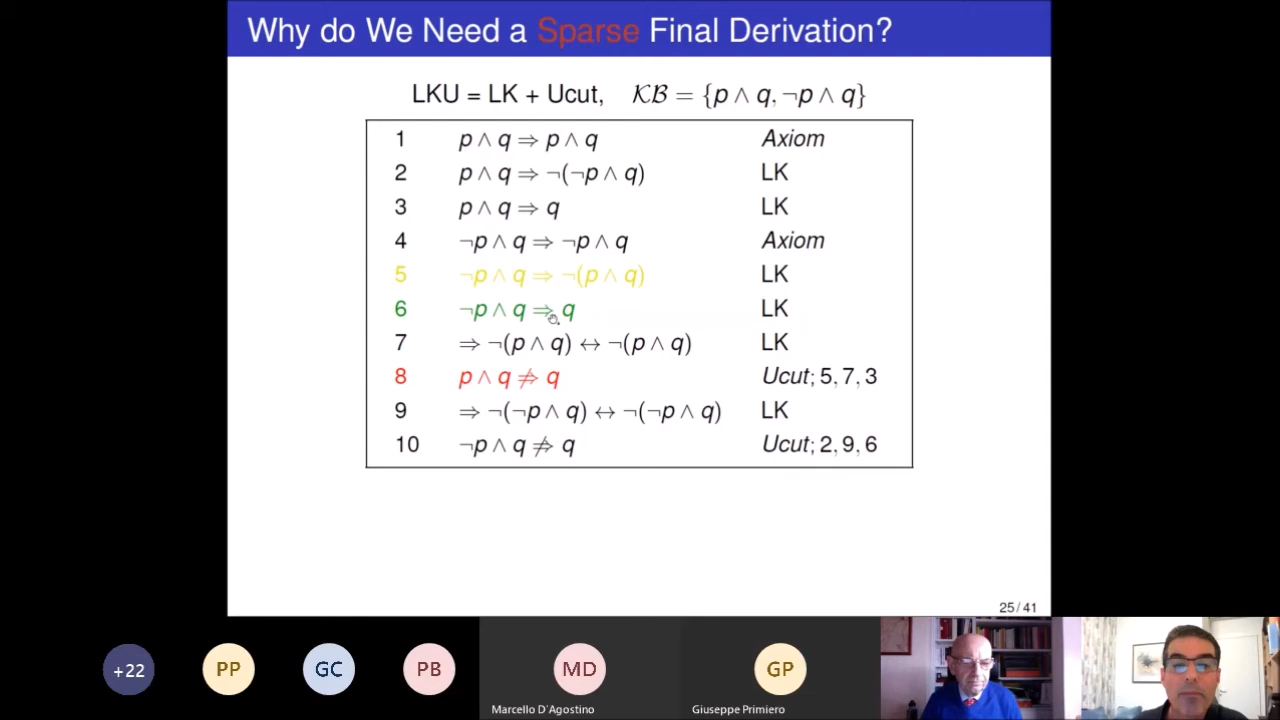 Why do We Need a Sparse Final Derivation?
LKU = LK + Ucut, 𝒦ℬ = {p ∧ q, ¬p ∧ q}
1 p ∧ q ⇒ p ∧ q Axiom
2 p ∧ q ⇒ ¬(¬p ∧ q) LK
3 p ∧ q ⇒ q LK
4 ¬p ∧ q ⇒ ¬p ∧ q Axiom
5 ¬p ∧ q ⇒ ¬(p ∧ q) LK
6 ¬p ∧ q ⇒ q LK
7 ⇒ ¬(p ∧ q) ↔ ¬(p ∧ q) LK
8 p ∧ q ⇏ q Ucut; 5, 7, 3
9 ⇒ ¬(¬p ∧ q) ↔ ¬(¬p ∧ q) LK
10 ¬p ∧ q ⇏ q Ucut; 2, 9, 6
25 / 41
+22 PP GC PB MD GP
Marcello D'Agostino Giuseppe Primiero